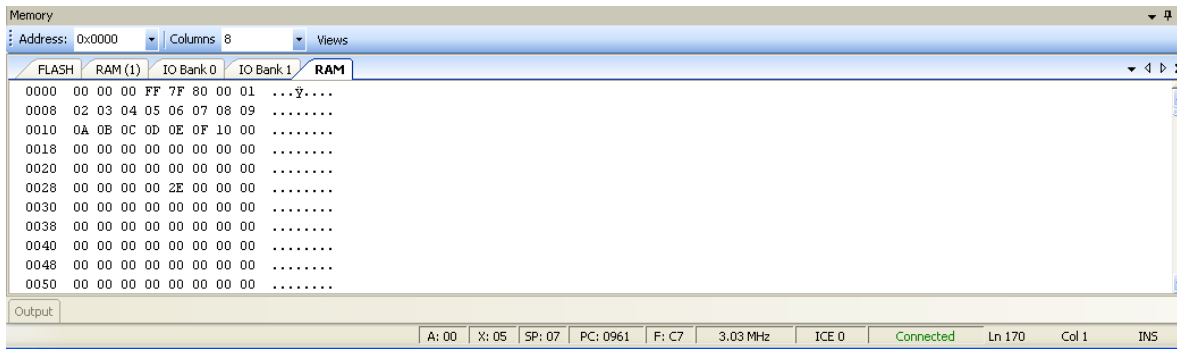 Memory
Address: 0x0000 Columns 8 Views
FLASH RAM (1) IO Bank 0 IO Bank 1 RAM
0000 00 00 00 FF 7F 80 00 01 ...ÿ....
0008 02 03 04 05 06 07 08 09 ........
0010 0A 0B 0C 0D 0E 0F 10 00 ........
0018 00 00 00 00 00 00 00 00 ........
0020 00 00 00 00 00 00 00 00 ........
0028 00 00 00 00 2E 00 00 00 ........
0030 00 00 00 00 00 00 00 00 ........
0038 00 00 00 00 00 00 00 00 ........
0040 00 00 00 00 00 00 00 00 ........
0048 00 00 00 00 00 00 00 00 ........
0050 00 00 00 00 00 00 00 00 ........
Output
A: 00 X: 05 SP: 07 PC: 0961 F: C7 3.03 MHz ICE 0 Connected Ln 170 Col 1 INS